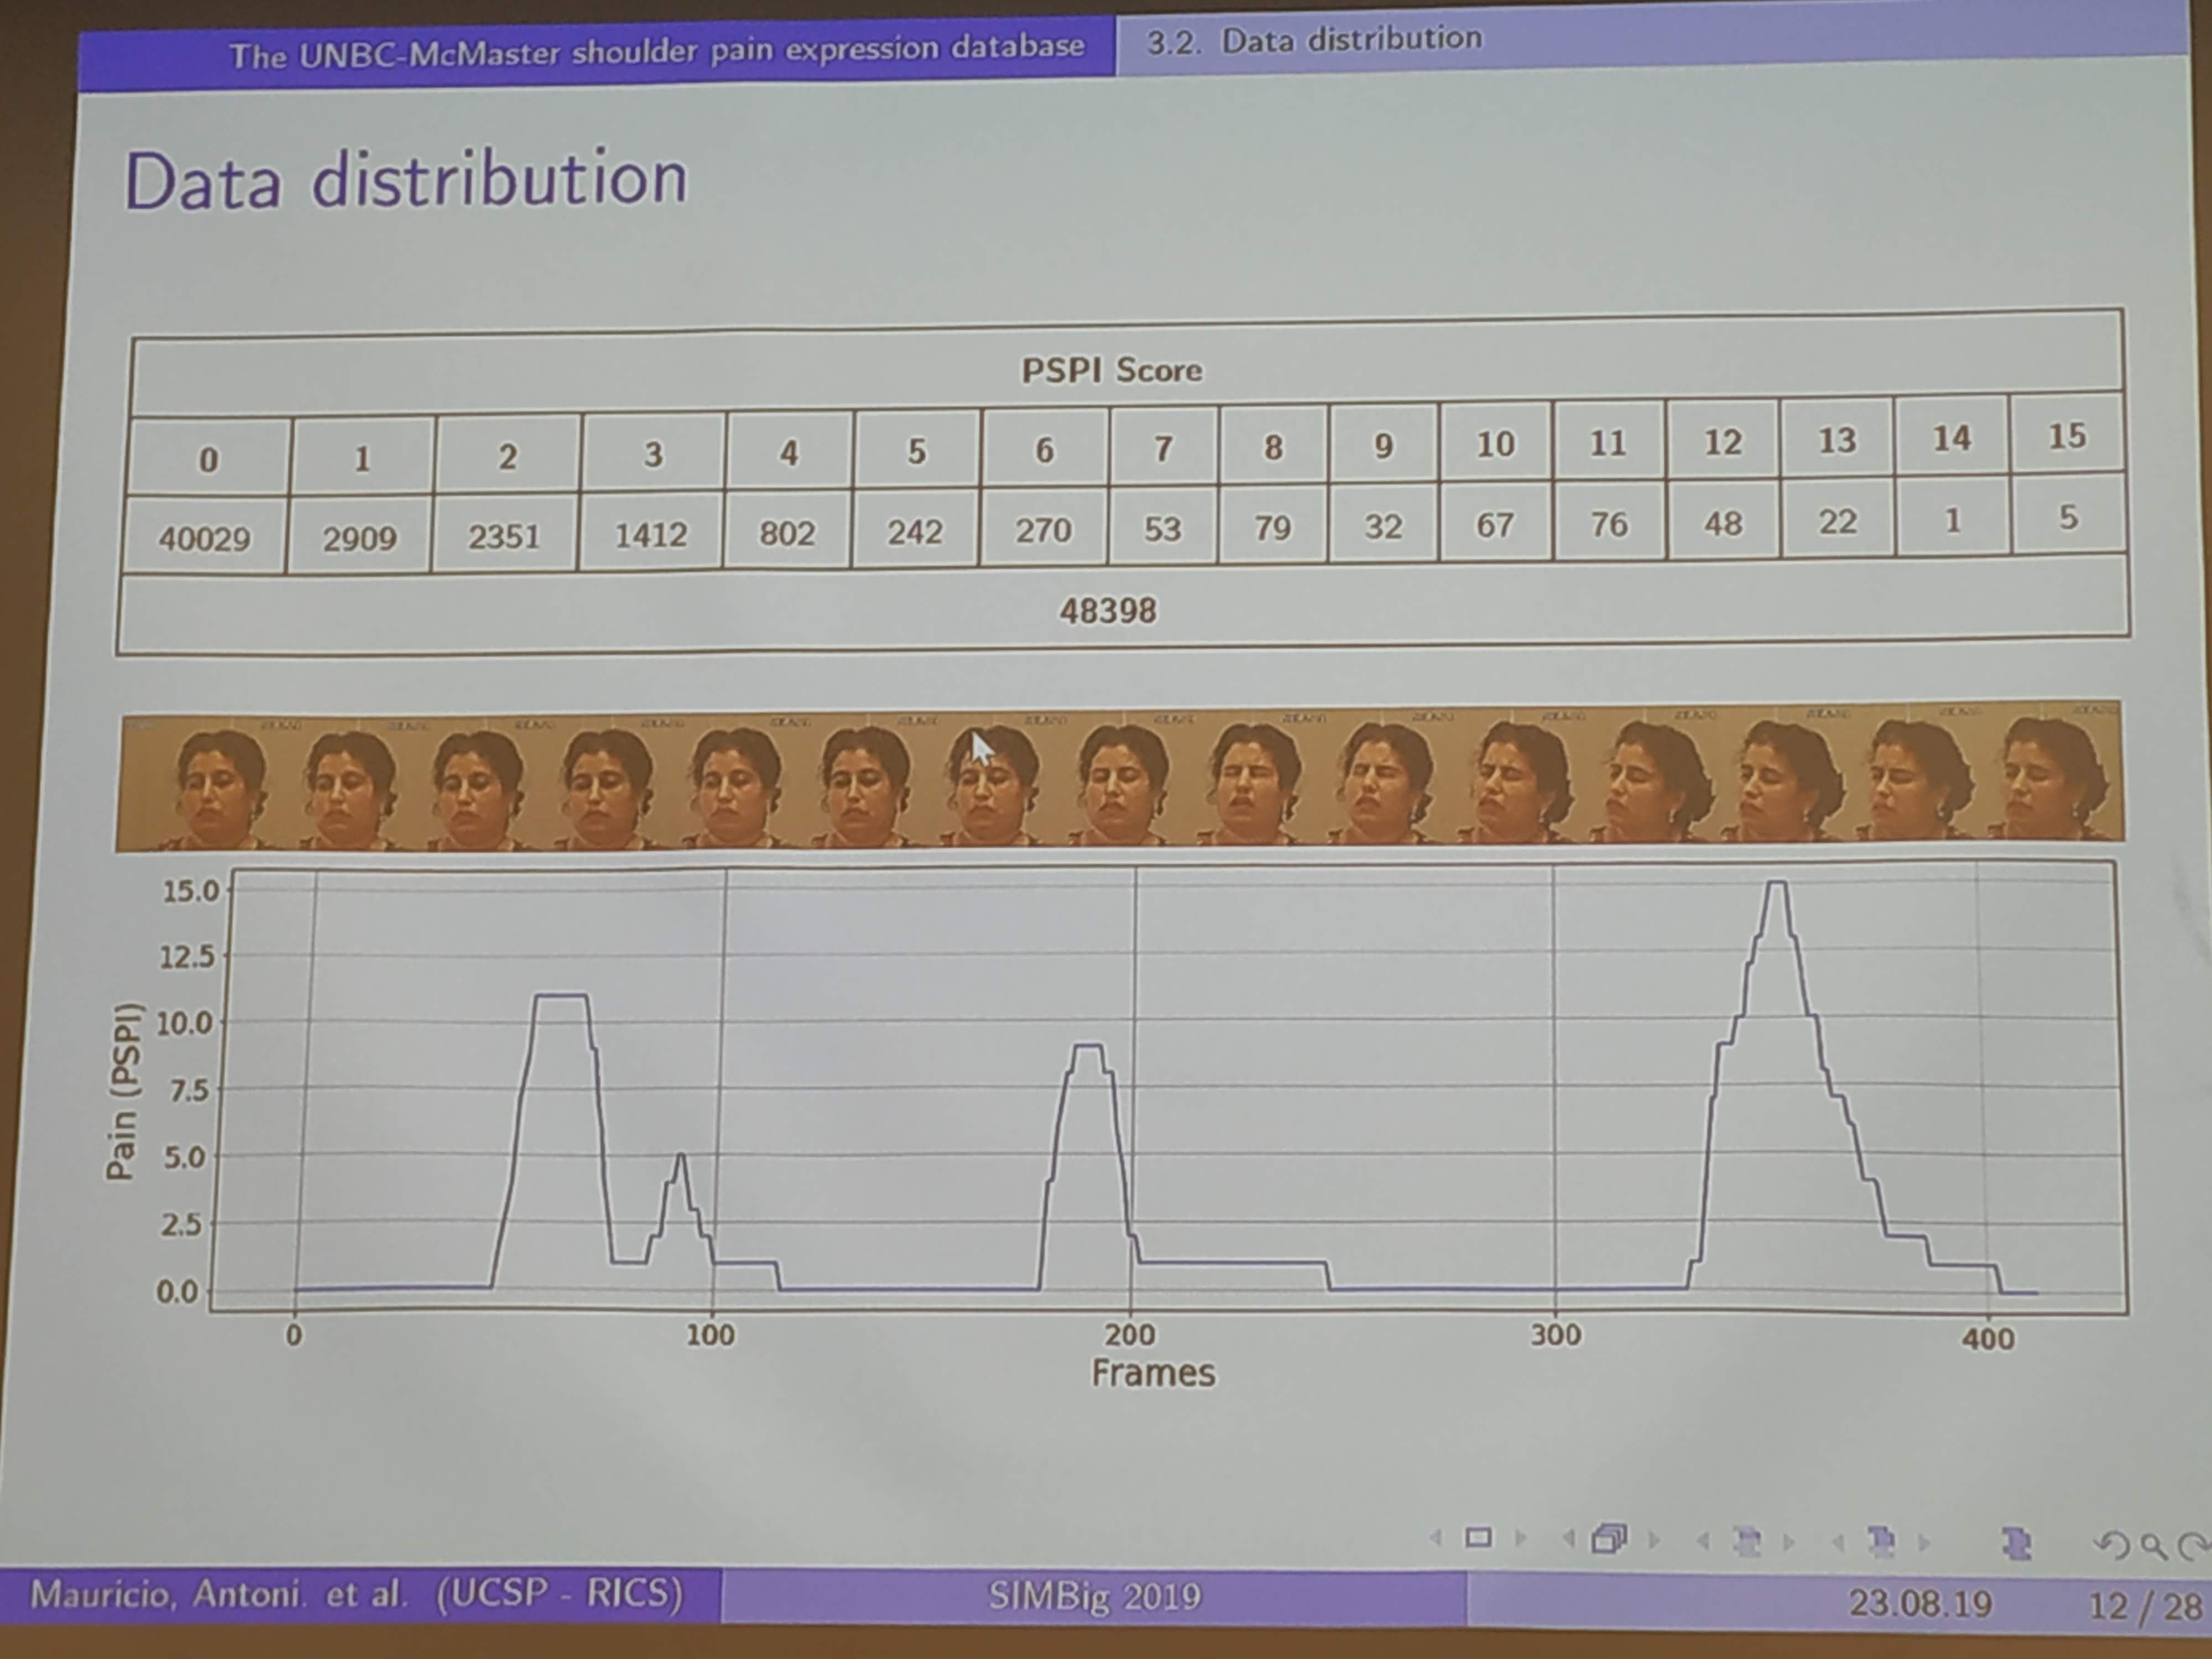 The UNBC-McMaster shoulder pain expression database 3.2. Data distribution
Data distribution
PSPI Score
0 1 2 3 4 5 6 7 8 9 10 11 12 13 14 15
40029 2909 2351 1412 802 242 270 53 79 32 67 76 48 22 1 5
48398
15.0
12.5
10.0
7.5
5.0
2.5
0.0
Pain (PSPI)
0 100 200 300 400
Frames
Mauricio, Antoni. et al. (UCSP - RICS) SIMBig 2019 23.08.19 12 / 28